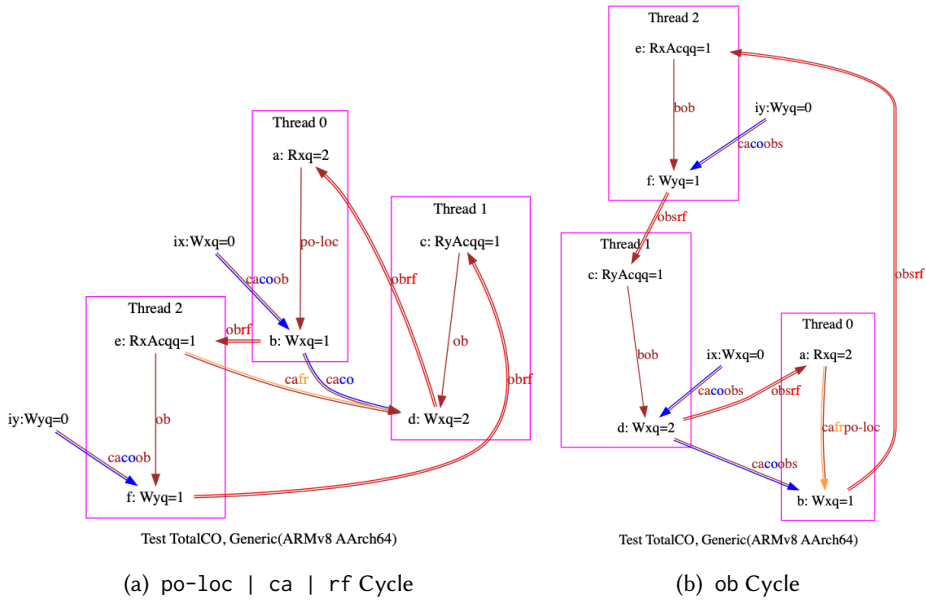 Thread 0
a: Rxq=2
po-loc
b: Wxq=1
ix:Wxq=0
cacoob
Thread 1
c: RyAcqq=1
ob
d: Wxq=2
obrf
obrf
Thread 2
e: RxAcqq=1
obrf
cafr
caco
ob
iy:Wyq=0
cacoob
f: Wyq=1
Test TotalCO, Generic(ARMv8 AArch64)
(a) po-loc | ca | rf Cycle
Thread 2
e: RxAcqq=1
bob
iy:Wyq=0
cacoobs
f: Wyq=1
obsrf
Thread 1
c: RyAcqq=1
bob
ix:Wxq=0
cacoobs
d: Wxq=2
obsrf
cacoobs
Thread 0
a: Rxq=2
cafrpo-loc
b: Wxq=1
obsrf
Test TotalCO, Generic(ARMv8 AArch64)
(b) ob Cycle